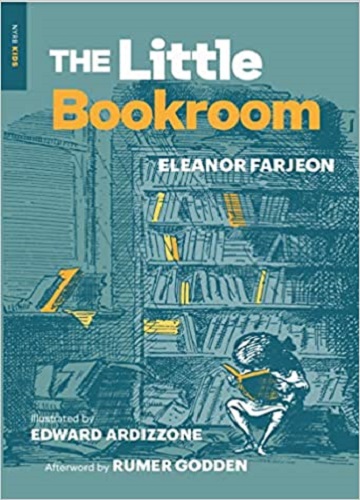 NYRB KIDS
THE Little
Bookroom
ELEANOR FARJEON
illustrated by
EDWARD ARDIZZONE
Afterword by RUMER GODDEN